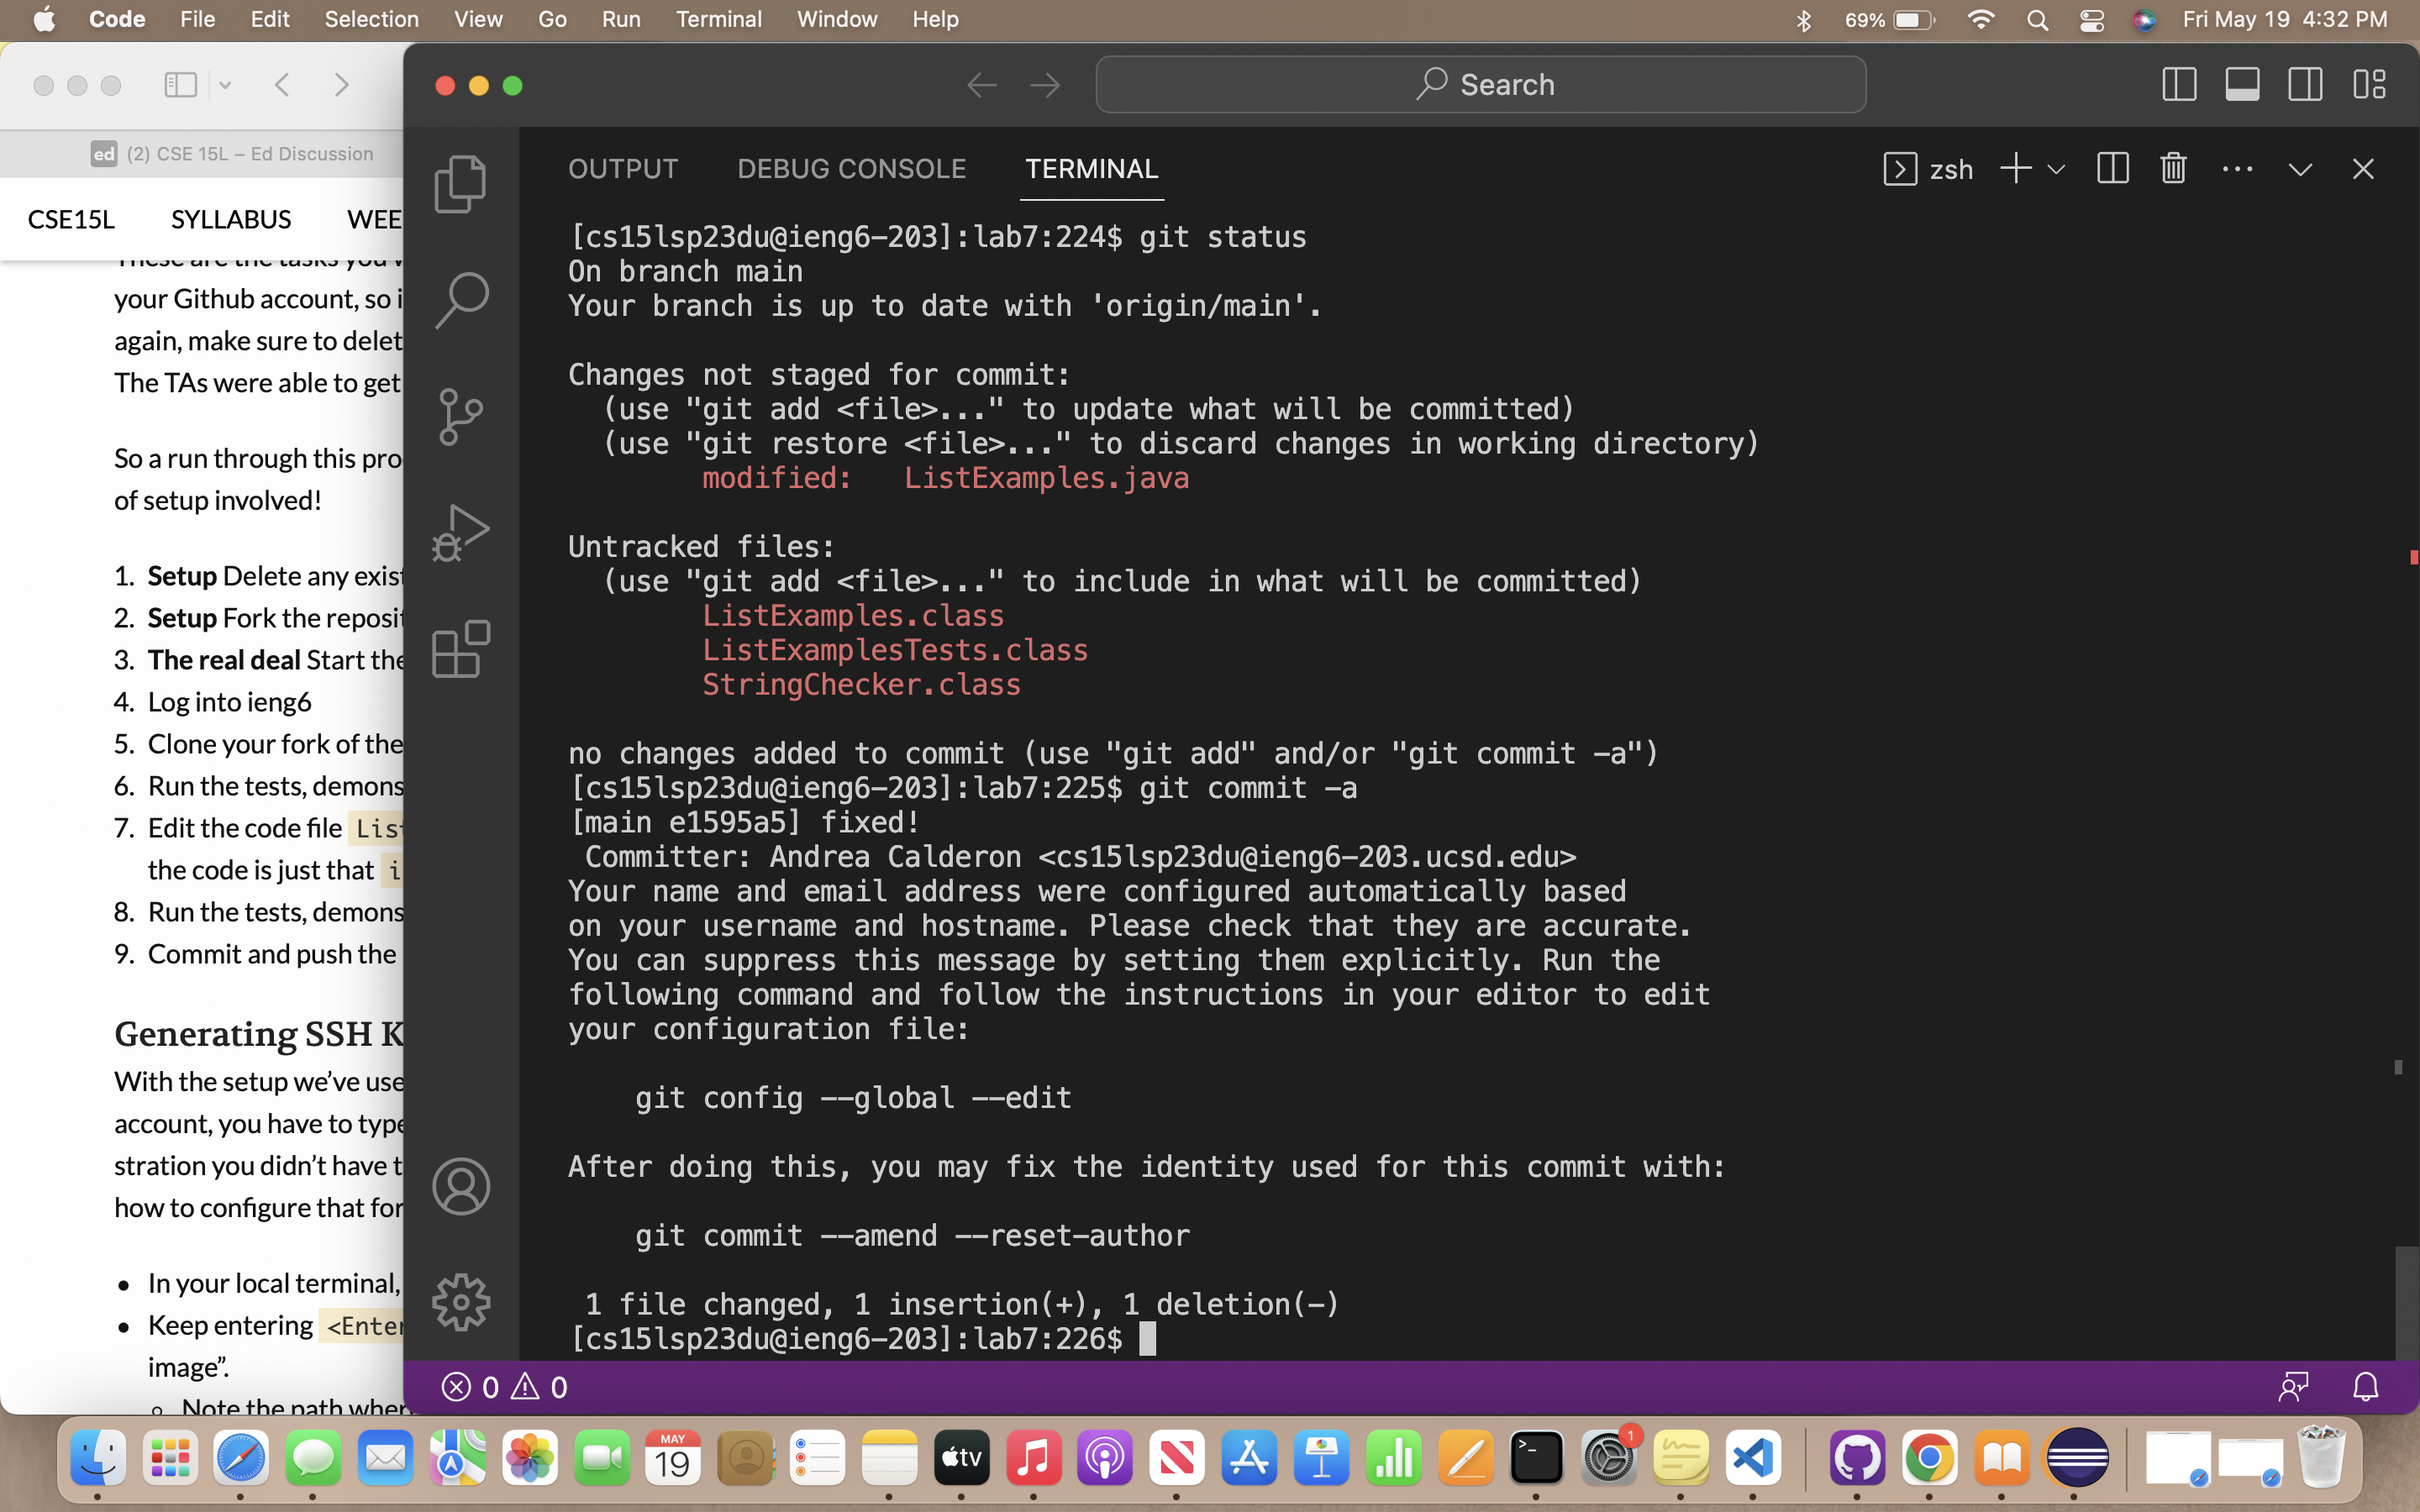 Code File Edit Selection View Go Run Terminal Window Help 69% Fri May 19 4:32 PM
Search
ed (2) CSE 15L – Ed Discussion
CSE15L SYLLABUS WEE
These are the tasks you
your Github account, so i
again, make sure to delet
The TAs were able to get
So a run through this pro
of setup involved!
1. Setup Delete any exist
2. Setup Fork the reposit
3. The real deal Start the
4. Log into ieng6
5. Clone your fork of the
6. Run the tests, demons
7. Edit the code file List
the code is just that i
8. Run the tests, demons
9. Commit and push the
Generating SSH K
With the setup we’ve use
account, you have to type
stration you didn’t have t
how to configure that for
• In your local terminal,
• Keep entering <Enter
image”.
Note the path wher
OUTPUT DEBUG CONSOLE TERMINAL zsh
[cs15lsp23du@ieng6-203]:lab7:224$ git status
On branch main
Your branch is up to date with 'origin/main'.
Changes not staged for commit:
(use "git add <file>..." to update what will be committed)
(use "git restore <file>..." to discard changes in working directory)
modified: ListExamples.java
Untracked files:
(use "git add <file>..." to include in what will be committed)
ListExamples.class
ListExamplesTests.class
StringChecker.class
no changes added to commit (use "git add" and/or "git commit -a")
[cs15lsp23du@ieng6-203]:lab7:225$ git commit -a
[main e1595a5] fixed!
Committer: Andrea Calderon <cs15lsp23du@ieng6-203.ucsd.edu>
Your name and email address were configured automatically based
on your username and hostname. Please check that they are accurate.
You can suppress this message by setting them explicitly. Run the
following command and follow the instructions in your editor to edit
your configuration file:
git config --global --edit
After doing this, you may fix the identity used for this commit with:
git commit --amend --reset-author
1 file changed, 1 insertion(+), 1 deletion(-)
[cs15lsp23du@ieng6-203]:lab7:226$
0 0
MAY
19
tv
1